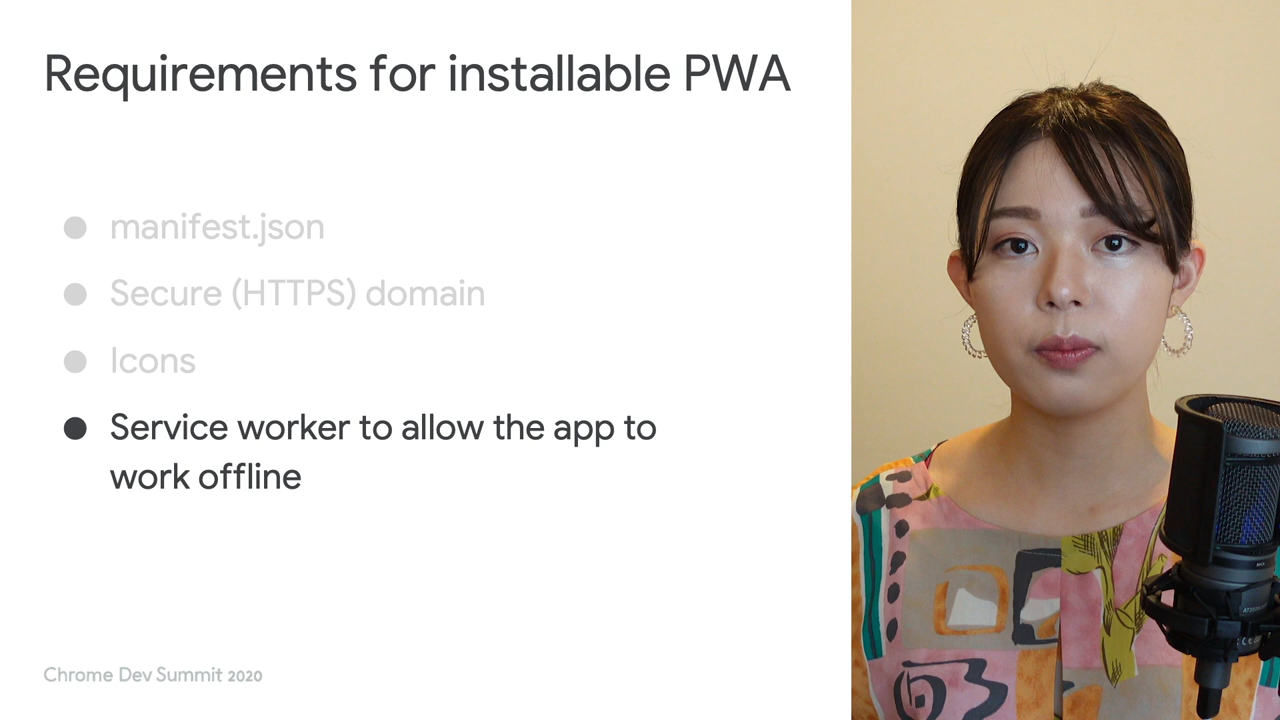 Requirements for installable PWA
manifest.json
Secure (HTTPS) domain
Icons
Service worker to allow the app to
work offline
Chrome Dev Summit 2020